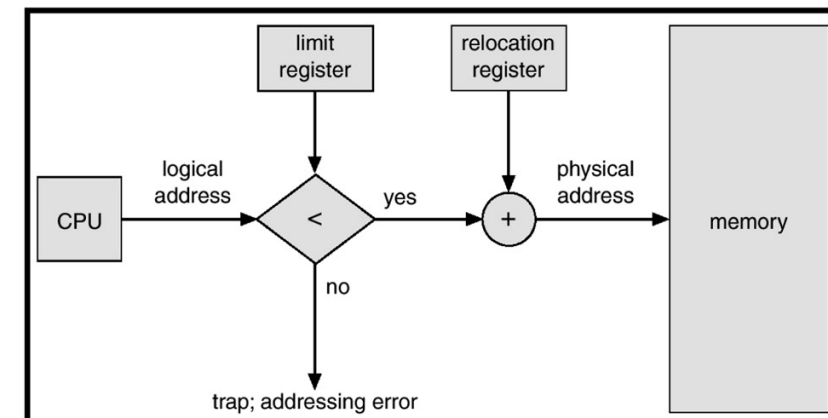 limit
register
relocation
register
logical
address
physical
address
CPU
<
yes
+
memory
no
trap; addressing error